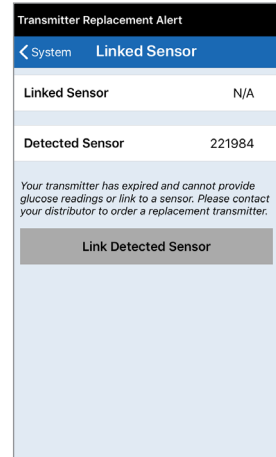 Transmitter Replacement Alert
System Linked Sensor
Linked Sensor N/A
Detected Sensor 221984
Your transmitter has expired and cannot provide
glucose readings or link to a sensor. Please contact
your distributor to order a replacement transmitter.
Link Detected Sensor